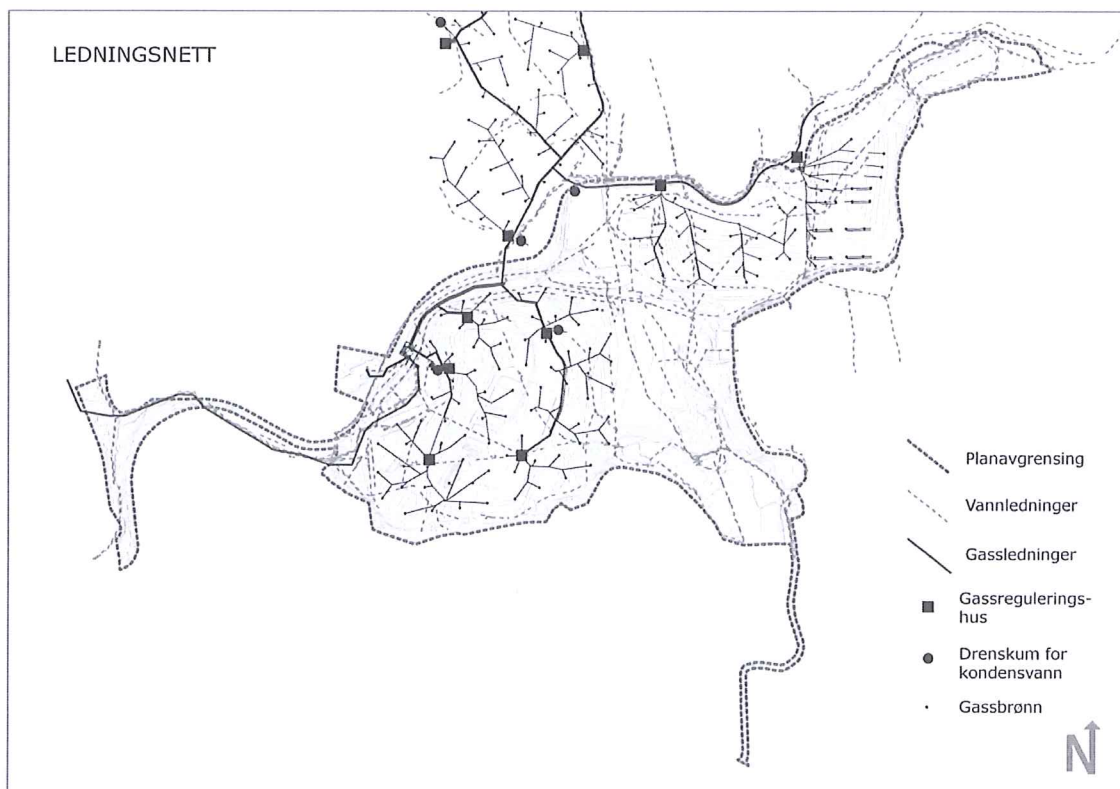 LEDNINGSNETT
Planavgrensing
Vannledninger
Gassledninger
Gassregulerings-
hus
Drenskum for
kondensvann
Gassbrønn
N